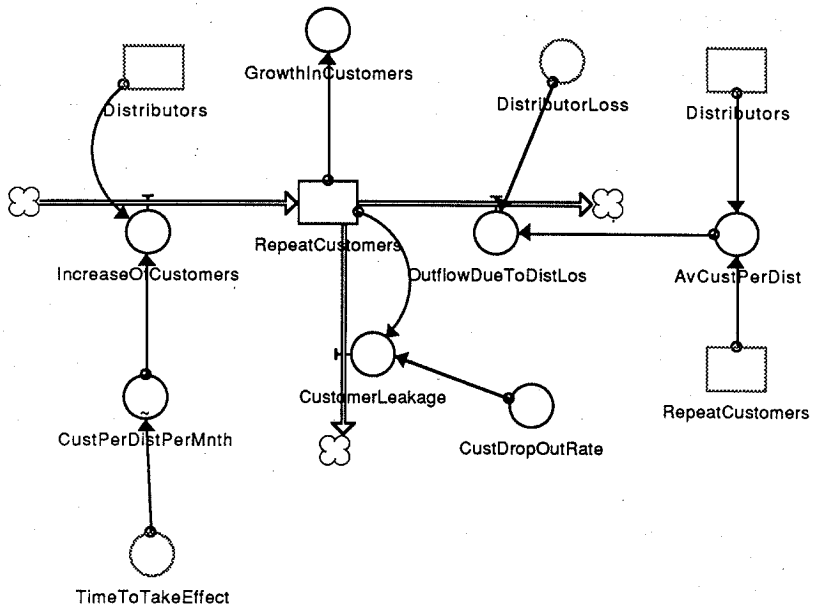 GrowthInCustomers
Distributors
DistributorLoss
Distributors
RepeatCustomers
IncreaseOfCustomers
OutflowDueToDistLos
AvCustPerDist
CustomerLeakage
RepeatCustomers
~
CustPerDistPerMnth
CustDropOutRate
TimeToTakeEffect